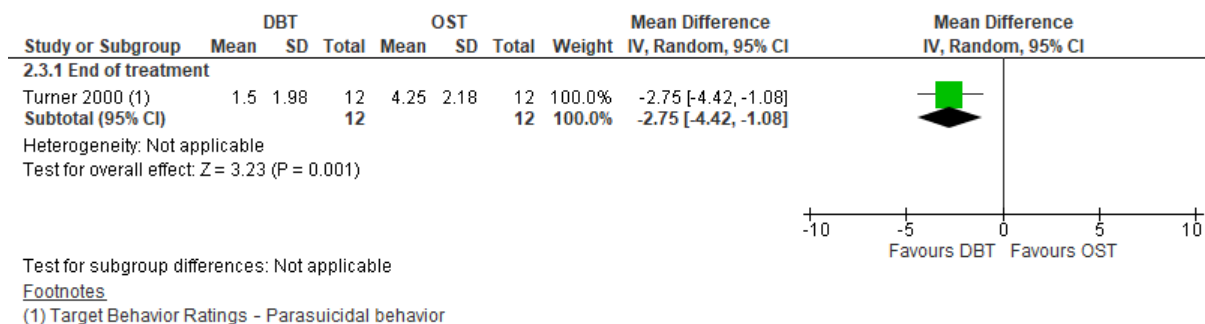 DBT OST Mean Difference Mean Difference
Study or Subgroup Mean SD Total Mean SD Total Weight IV, Random, 95% CI IV, Random, 95% CI
2.3.1 End of treatment
Turner 2000 (1) 1.5 1.98 12 4.25 2.18 12 100.0% -2.75 [-4.42, -1.08]
Subtotal (95% CI) 12 12 100.0% -2.75 [-4.42, -1.08]
Heterogeneity: Not applicable
Test for overall effect: Z = 3.23 (P = 0.001)
-10 -5 0 5 10
Favours DBT Favours OST
Test for subgroup differences: Not applicable
Footnotes
(1) Target Behavior Ratings - Parasuicidal behavior